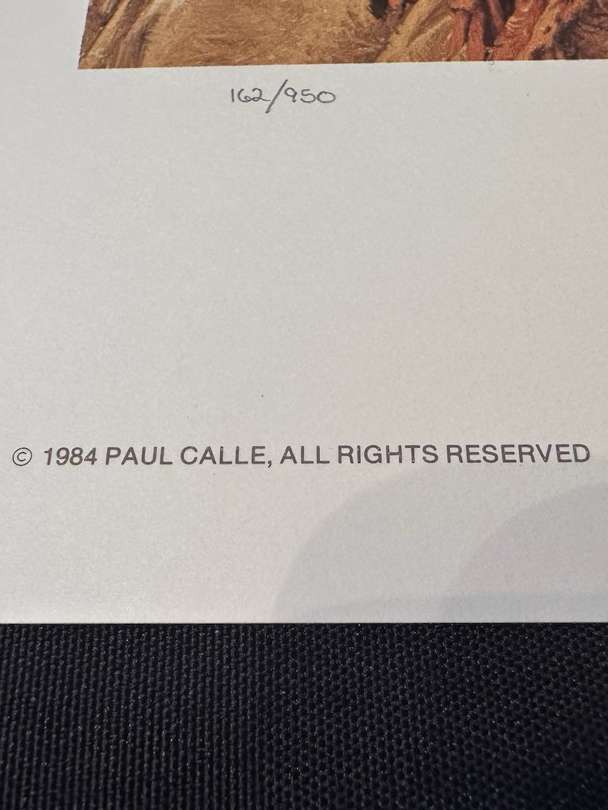 162/950
© 1984 PAUL CALLE, ALL RIGHTS RESERVED